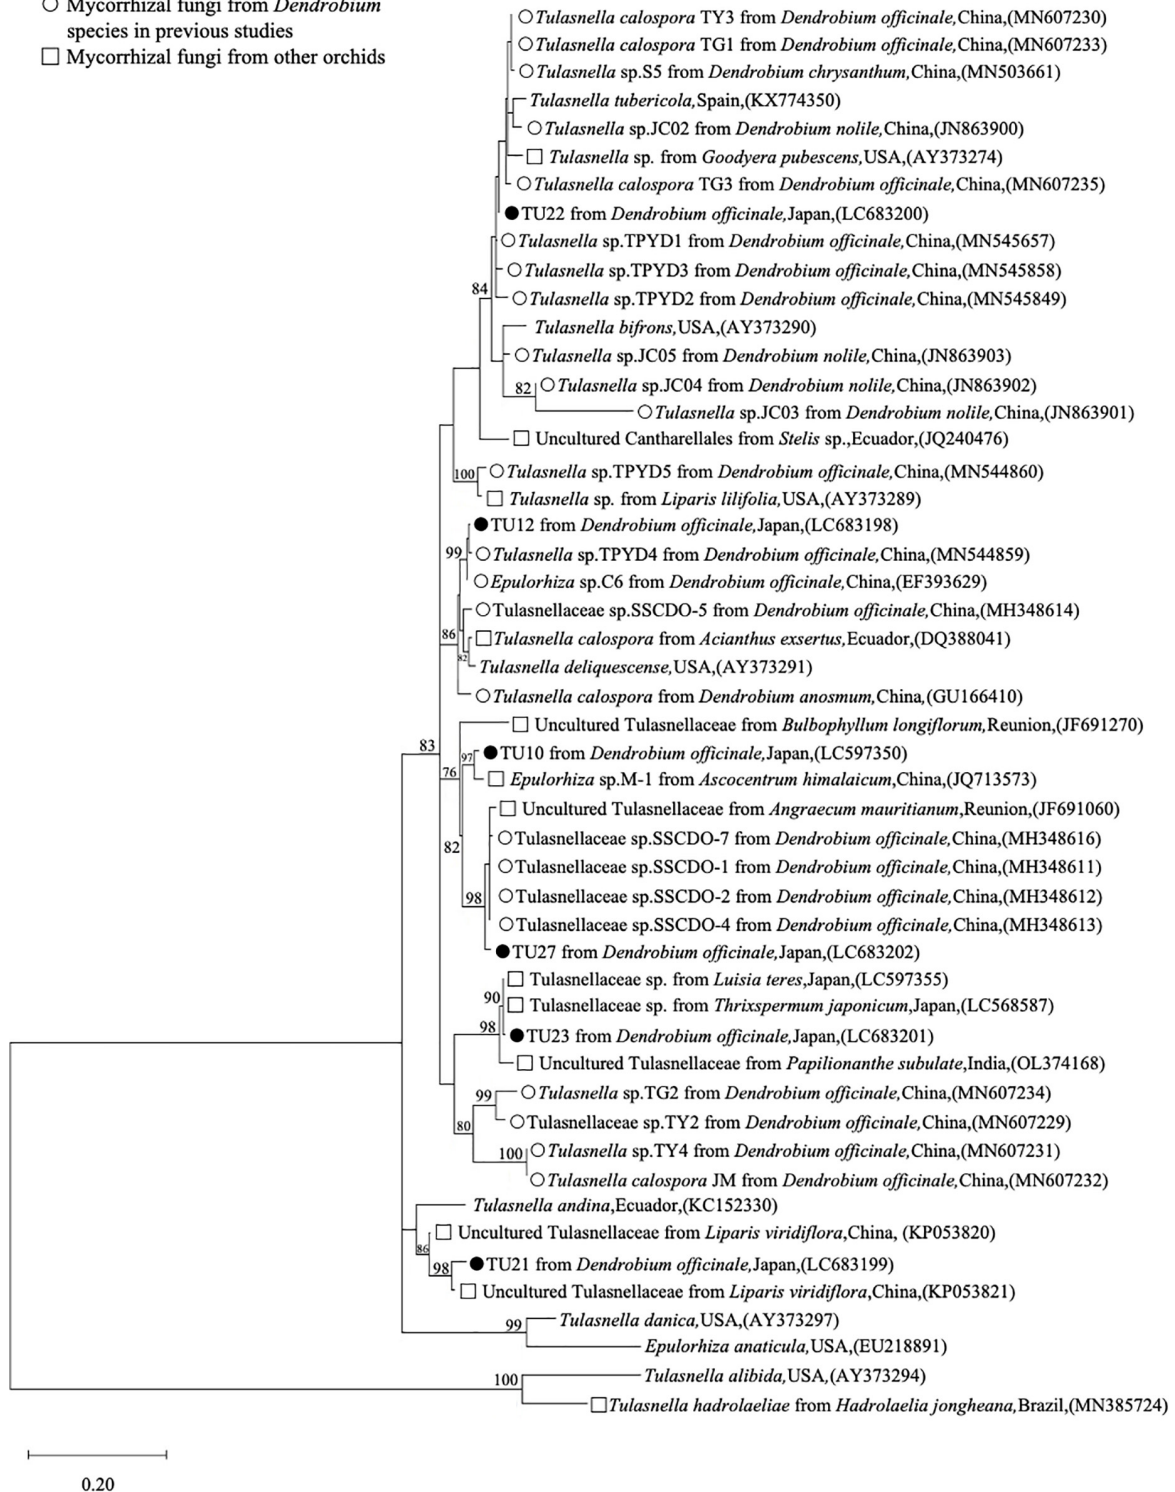 Mycorrhizal fungi from Dendrobium
species in previous studies
Mycorrhizal fungi from other orchids
Tulasnella calospora TY3 from Dendrobium officinale,China,(MN607230)
Tulasnella calospora TG1 from Dendrobium officinale,China,(MN607233)
Tulasnella sp.S5 from Dendrobium chrysanthum,China,(MN503661)
Tulasnella tubericola,Spain,(KX774350)
Tulasnella sp.JC02 from Dendrobium nolile,China,(JN863900)
Tulasnella sp. from Goodyera pubescens,USA,(AY373274)
Tulasnella calospora TG3 from Dendrobium officinale,China,(MN607235)
TU22 from Dendrobium officinale,Japan,(LC683200)
Tulasnella sp.TPYD1 from Dendrobium officinale,China,(MN545657)
Tulasnella sp.TPYD3 from Dendrobium officinale,China,(MN545858)
84
Tulasnella sp.TPYD2 from Dendrobium officinale,China,(MN545849)
Tulasnella bifrons,USA,(AY373290)
Tulasnella sp.JC05 from Dendrobium nolile,China,(JN863903)
82
Tulasnella sp.JC04 from Dendrobium nolile,China,(JN863902)
Tulasnella sp.JC03 from Dendrobium nolile,China,(JN863901)
Uncultured Cantharellales from Stelis sp.,Ecuador,(JQ240476)
100
Tulasnella sp.TPYD5 from Dendrobium officinale,China,(MN544860)
Tulasnella sp. from Liparis lilifolia,USA,(AY373289)
TU12 from Dendrobium officinale,Japan,(LC683198)
99
Tulasnella sp.TPYD4 from Dendrobium officinale,China,(MN544859)
Epulorhiza sp.C6 from Dendrobium officinale,China,(EF393629)
Tulasnellaceae sp.SSCDO-5 from Dendrobium officinale,China,(MH348614)
86
Tulasnella calospora from Acianthus exsertus,Ecuador,(DQ388041)
82
Tulasnella deliquescense,USA,(AY373291)
Tulasnella calospora from Dendrobium anosmum,China,(GU166410)
Uncultured Tulasnellaceae from Bulbophyllum longiflorum,Reunion,(JF691270)
83
97
TU10 from Dendrobium officinale,Japan,(LC597350)
76
Epulorhiza sp.M-1 from Ascocentrum himalaicum,China,(JQ713573)
Uncultured Tulasnellaceae from Angraecum mauritianum,Reunion,(JF691060)
Tulasnellaceae sp.SSCDO-7 from Dendrobium officinale,China,(MH348616)
82
Tulasnellaceae sp.SSCDO-1 from Dendrobium officinale,China,(MH348611)
98
Tulasnellaceae sp.SSCDO-2 from Dendrobium officinale,China,(MH348612)
Tulasnellaceae sp.SSCDO-4 from Dendrobium officinale,China,(MH348613)
TU27 from Dendrobium officinale,Japan,(LC683202)
Tulasnellaceae sp. from Luisia teres,Japan,(LC597355)
90
Tulasnellaceae sp. from Thrixspermum japonicum,Japan,(LC568587)
98
TU23 from Dendrobium officinale,Japan,(LC683201)
Uncultured Tulasnellaceae from Papilionanthe subulate,India,(OL374168)
99
Tulasnella sp.TG2 from Dendrobium officinale,China,(MN607234)
80
Tulasnellaceae sp.TY2 from Dendrobium officinale,China,(MN607229)
100
Tulasnella sp.TY4 from Dendrobium officinale,China,(MN607231)
Tulasnella calospora JM from Dendrobium officinale,China,(MN607232)
Tulasnella andina,Ecuador,(KC152330)
Uncultured Tulasnellaceae from Liparis viridiflora,China, (KP053820)
86
98
TU21 from Dendrobium officinale,Japan,(LC683199)
Uncultured Tulasnellaceae from Liparis viridiflora,China,(KP053821)
99
Tulasnella danica,USA,(AY373297)
Epulorhiza anaticula,USA,(EU218891)
100
Tulasnella alibida,USA,(AY373294)
Tulasnella hadrolaeliae from Hadrolaelia jongheana,Brazil,(MN385724)
0.20